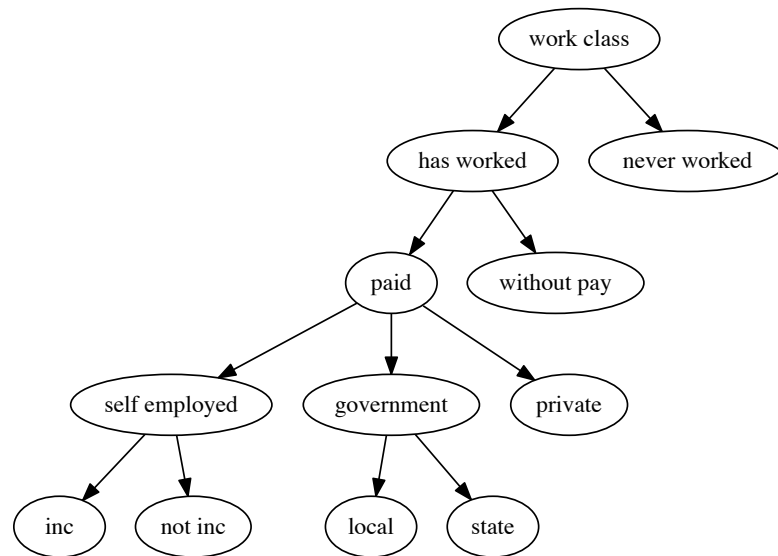 work class
has worked
never worked
paid
without pay
self employed
government
private
inc
not inc
local
state